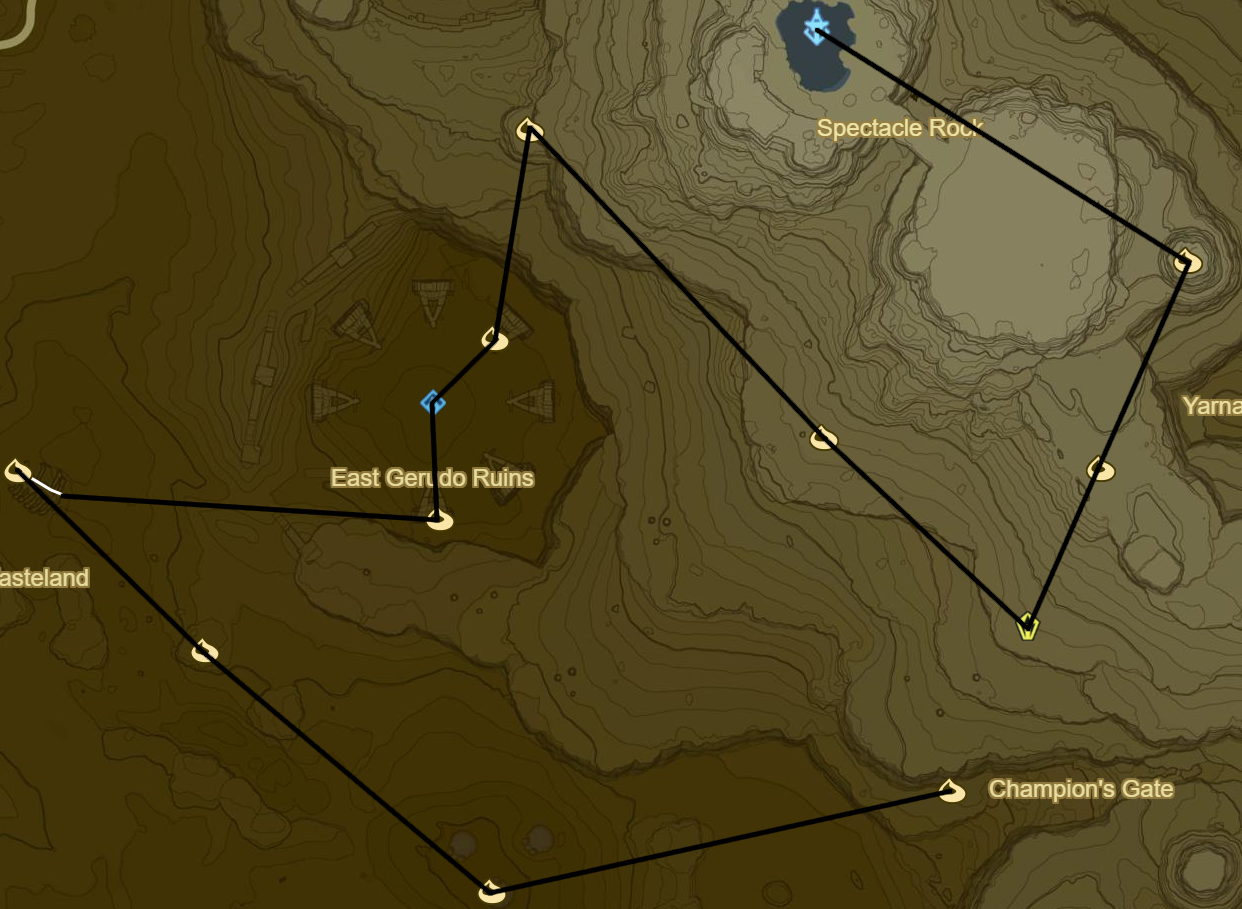 Spectacle Rock
Yarna
East Gerudo Ruins
asteland
Champion's Gate